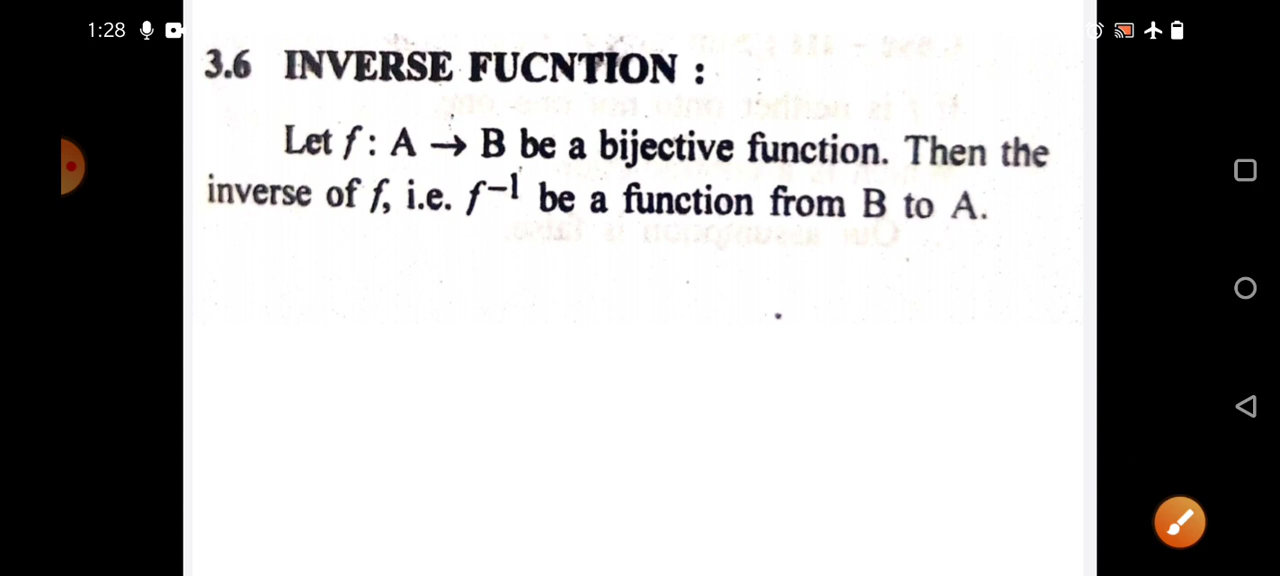 1:28
3.6 INVERSE FUCNTION :
Let f : A → B be a bijective function. Then the
inverse of f, i.e. f⁻¹ be a function from B to A.